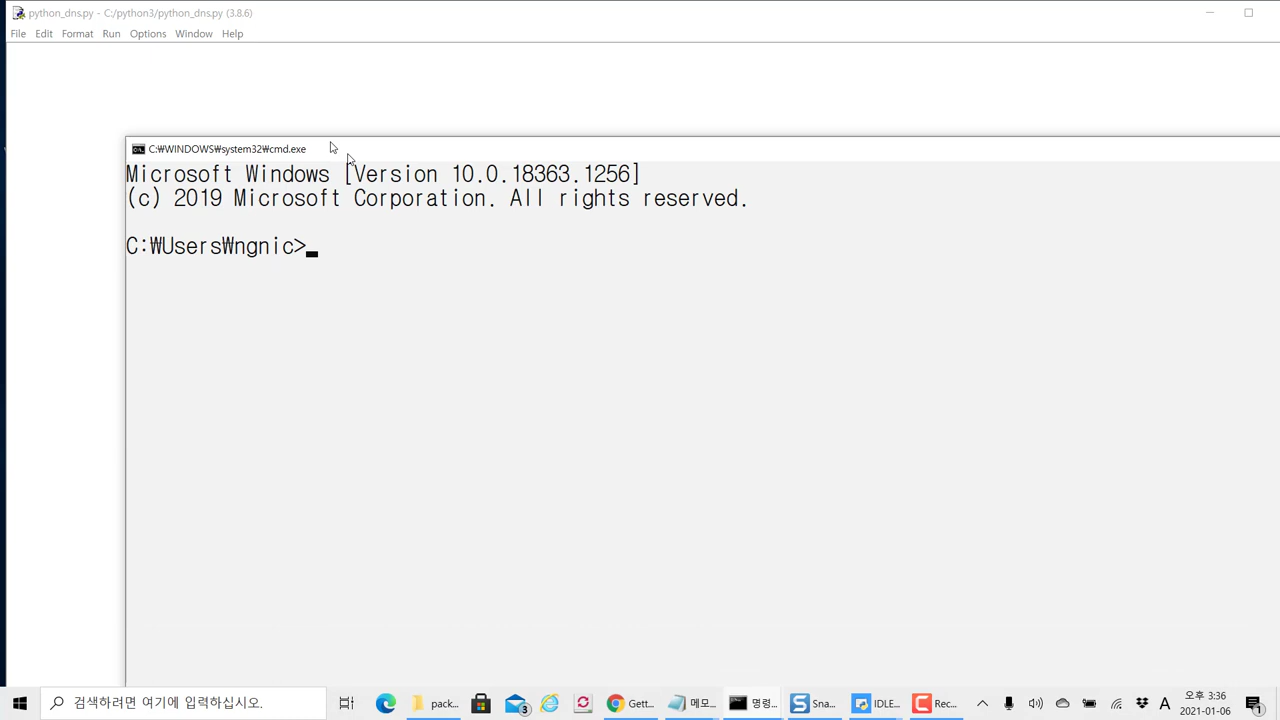 python_dns.py - C:/python3/python_dns.py (3.8.6)
File Edit Format Run Options Window Help
C:₩WINDOWS₩system32₩cmd.exe
Microsoft Windows [Version 10.0.18363.1256]
(c) 2019 Microsoft Corporation. All rights reserved.
C:₩Users₩ngnic>
검색하려면 여기에 입력하십시오.
pack...
3
Gett...
메모...
명령...
S Sna...
IDLE...
Rec...
A
오후 3:36
2021-01-06
1